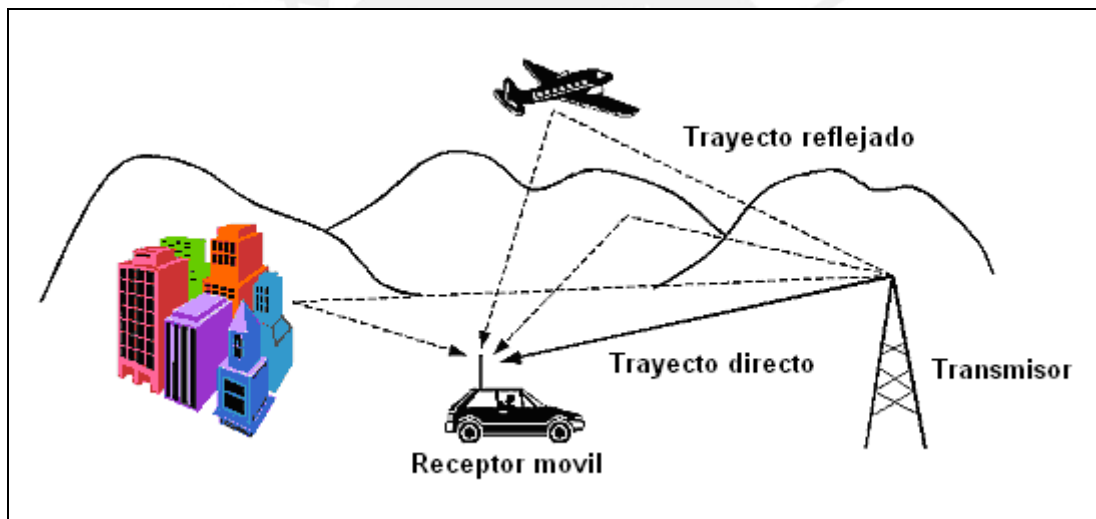 Trayecto reflejado
Trayecto directo
Transmisor
Receptor movil